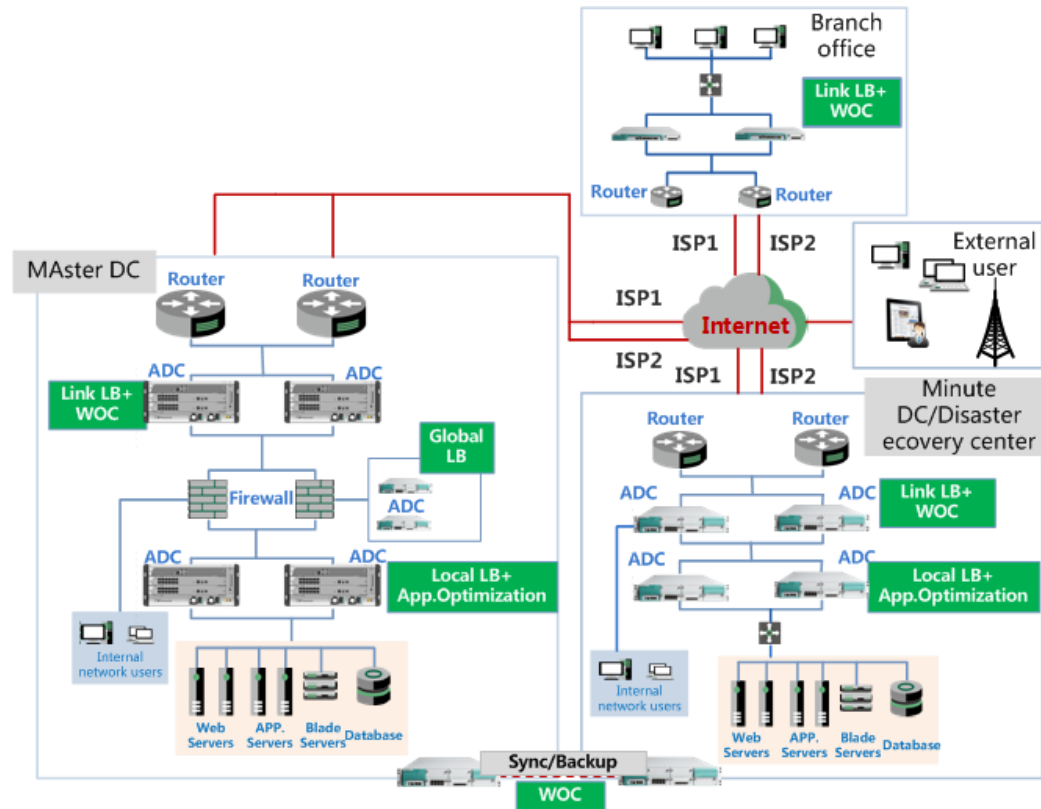 Branch
office
Link LB+
WOC
Router
Router
ISP1
ISP2
External
user
MAster DC
Router
Router
ISP1
Internet
ISP2
ISP1
ISP2
Minute
DC/Disaster
ecovery center
ADC
ADC
Link LB+
WOC
Global
LB
Firewall
ADC
Router
Router
ADC
ADC
Link LB+
WOC
ADC
ADC
Local LB+
App.Optimization
ADC
ADC
Local LB+
App.Optimization
Internal
network users
Web
Servers
APP.
Servers
Blade
Servers
Database
Internal
network users
Web
Servers
APP.
Servers
Blade
Servers
Database
Sync/Backup
WOC